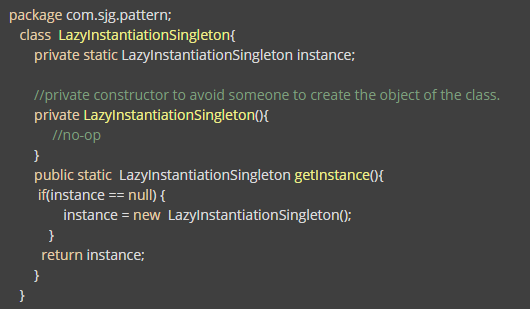 package com.sjg.pattern;
class LazyInstantiationSingleton{
private static LazyInstantiationSingleton instance;
//private constructor to avoid someone to create the object of the class.
private LazyInstantiationSingleton(){
//no-op
}
public static LazyInstantiationSingleton getInstance(){
if(instance == null) {
instance = new LazyInstantiationSingleton();
}
return instance;
}
}